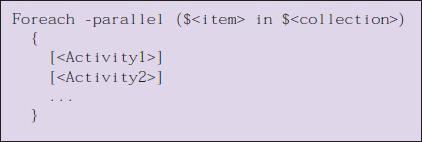 Foreach -parallel ($<item> in $<collection>)
{
[<Activity1>]
[<Activity2>]
...
}